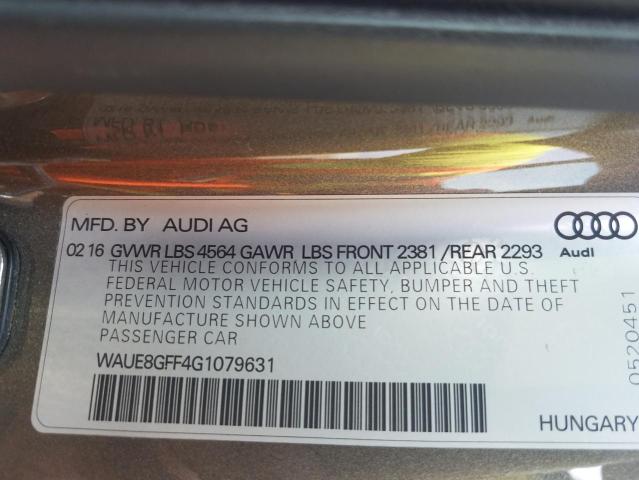 MFD. BY AUDI AG
02 16 GVWR LBS 4564 GAWR LBS FRONT 2381 /REAR 2293
Audi
THIS VEHICLE CONFORMS TO ALL APPLICABLE U.S.
FEDERAL MOTOR VEHICLE SAFETY, BUMPER AND THEFT
PREVENTION STANDARDS IN EFFECT ON THE DATE OF
MANUFACTURE SHOWN ABOVE
PASSENGER CAR
WAUE8GFF4G1079631
HUNGARY
0520451